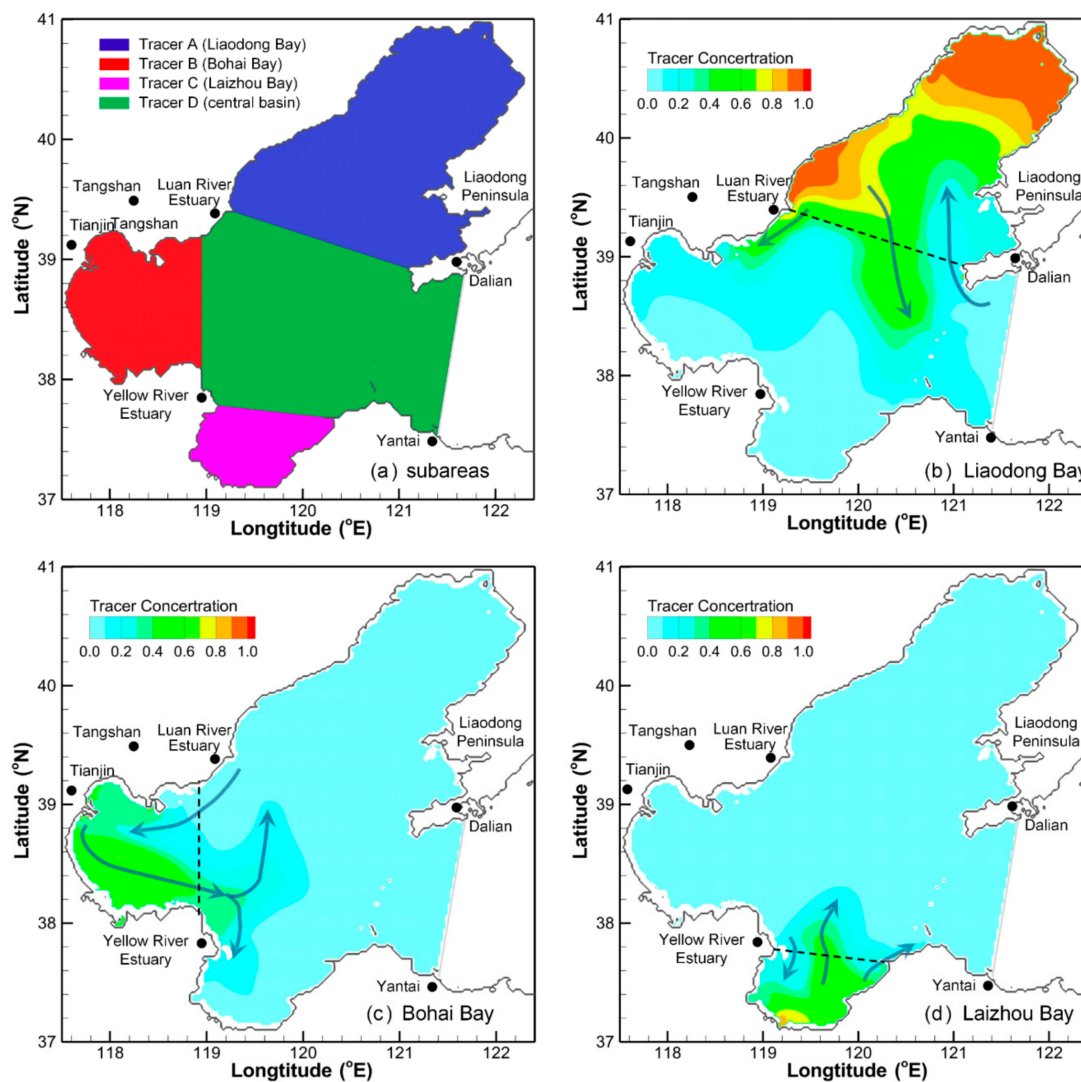 41
40
39
38
37
Latitude (°N)
Tracer A (Liaodong Bay)
Tracer B (Bohai Bay)
Tracer C (Laizhou Bay)
Tracer D (central basin)
Tangshan
Luan River
Estuary
Liaodong
Peninsula
Tianjin
Tangshan
Dalian
Yellow River
Estuary
Yantai
(a) subareas
118 119 120 121 122
Longtitude (°E)
41
40
39
38
37
Latitude (°N)
Tracer Concertration
0.0 0.2 0.4 0.6 0.8 1.0
Tangshan
Luan River
Estuary
Liaodong
Peninsula
Tianjin
Dalian
Yellow River
Estuary
Yantai
(b) Liaodong Bay
118 119 120 121 122
Longtitude (°E)
41
40
39
38
37
Latitude (°N)
Tracer Concertration
0.0 0.2 0.4 0.6 0.8 1.0
Tangshan
Luan River
Estuary
Liaodong
Peninsula
Tianjin
Dalian
Yellow River
Estuary
Yantai
(c) Bohai Bay
118 119 120 121 122
Longtitude (°E)
41
40
39
38
37
Latitude (°N)
Tracer Concertration
0.0 0.2 0.4 0.6 0.8 1.0
Tangshan
Luan River
Estuary
Liaodong
Peninsula
Tianjin
Dalian
Yellow River
Estuary
Yantai
(d) Laizhou Bay
118 119 120 121 122
Longtitude (°E)